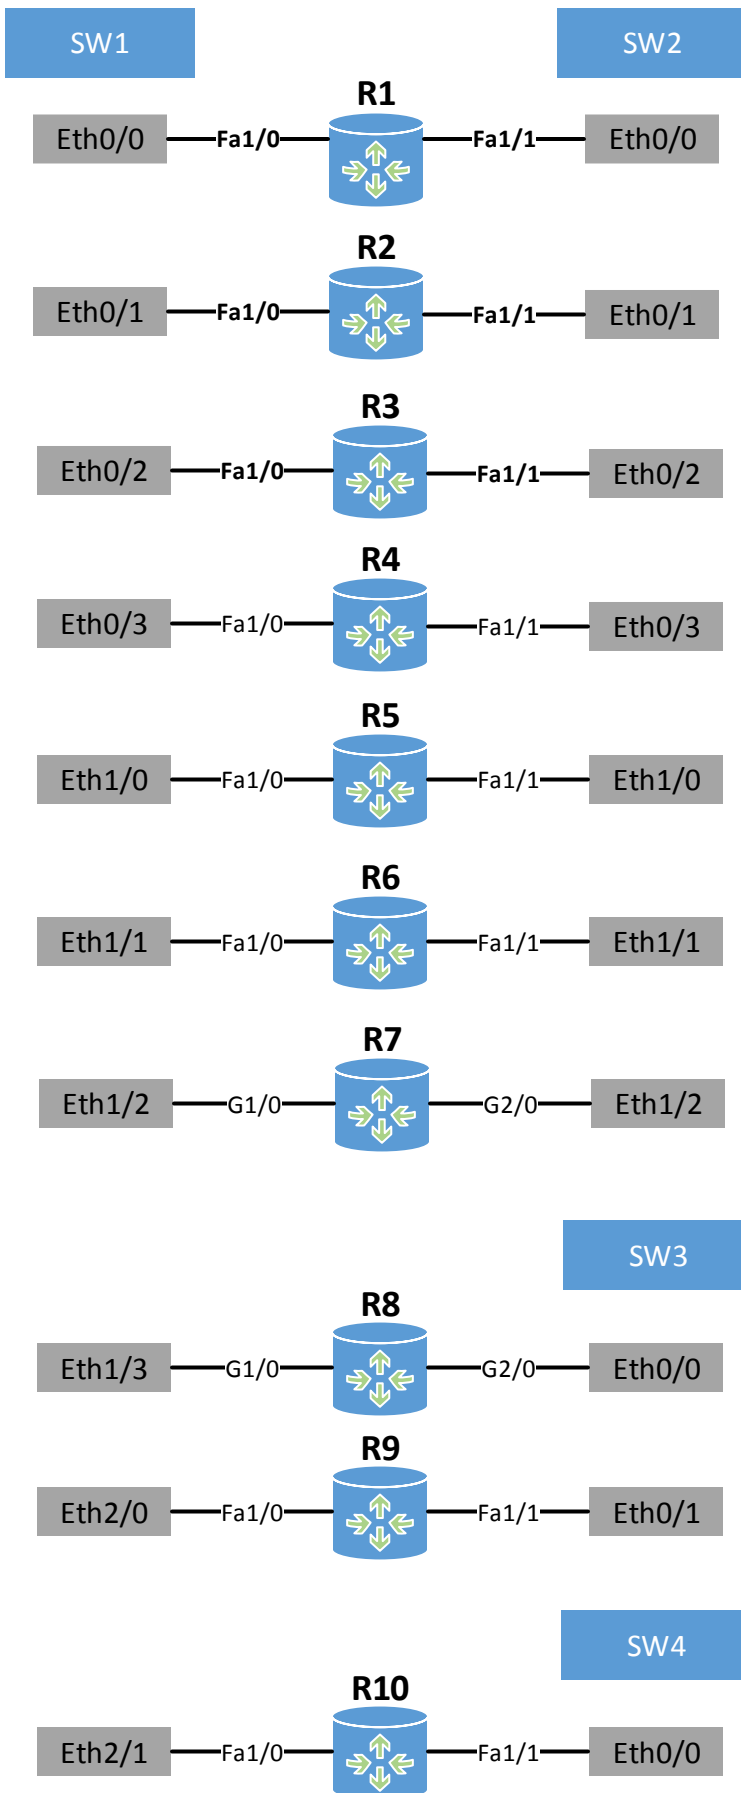 SW1 SW2
R1
Eth0/0 Fa1/0 Fa1/1 Eth0/0
R2
Eth0/1 Fa1/0 Fa1/1 Eth0/1
R3
Eth0/2 Fa1/0 Fa1/1 Eth0/2
R4
Eth0/3 Fa1/0 Fa1/1 Eth0/3
R5
Eth1/0 Fa1/0 Fa1/1 Eth1/0
R6
Eth1/1 Fa1/0 Fa1/1 Eth1/1
R7
Eth1/2 G1/0 G2/0 Eth1/2
SW3
R8
Eth1/3 G1/0 G2/0 Eth0/0
R9
Eth2/0 Fa1/0 Fa1/1 Eth0/1
SW4
R10
Eth2/1 Fa1/0 Fa1/1 Eth0/0